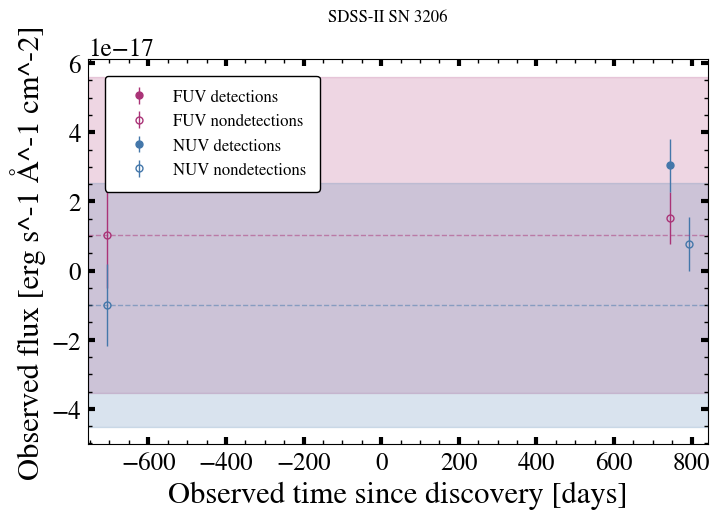 SDSS-II SN 3206
1e−17
6
4
2
0
−2
−4
Observed flux [erg s^-1 Å^-1 cm^-2]
FUV detections
FUV nondetections
NUV detections
NUV nondetections
−600 −400 −200 0 200 400 600 800
Observed time since discovery [days]